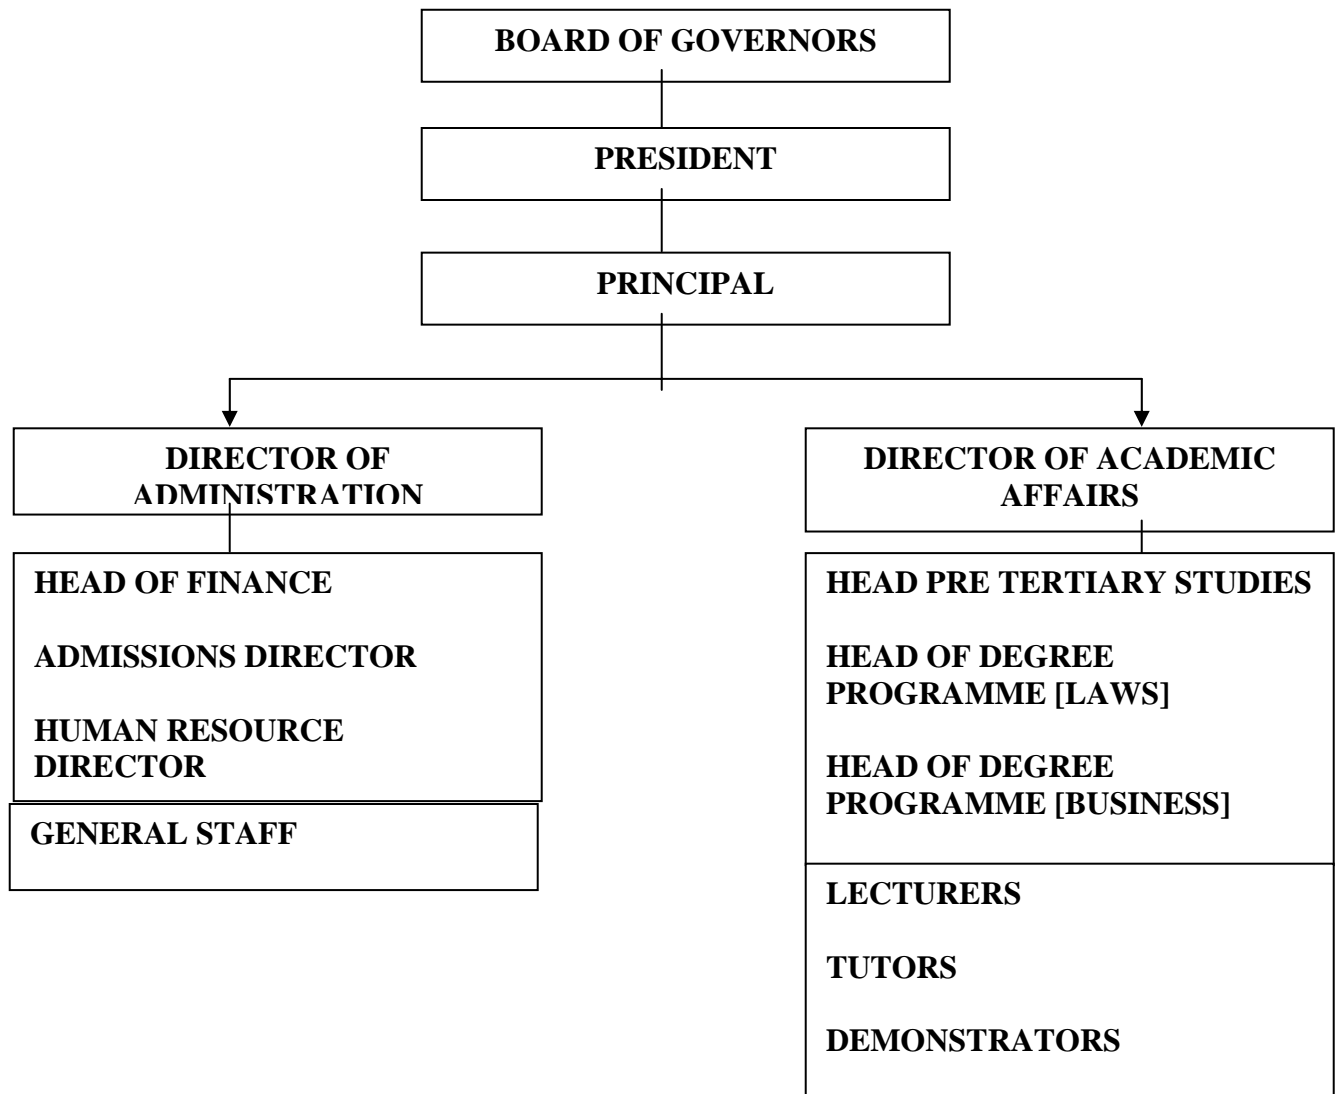 BOARD OF GOVERNORS
PRESIDENT
PRINCIPAL
DIRECTOR OF
ADMINISTRATION
HEAD OF FINANCE
ADMISSIONS DIRECTOR
HUMAN RESOURCE
DIRECTOR
GENERAL STAFF
DIRECTOR OF ACADEMIC
AFFAIRS
HEAD PRE TERTIARY STUDIES
HEAD OF DEGREE
PROGRAMME [LAWS]
HEAD OF DEGREE
PROGRAMME [BUSINESS]
LECTURERS
TUTORS
DEMONSTRATORS